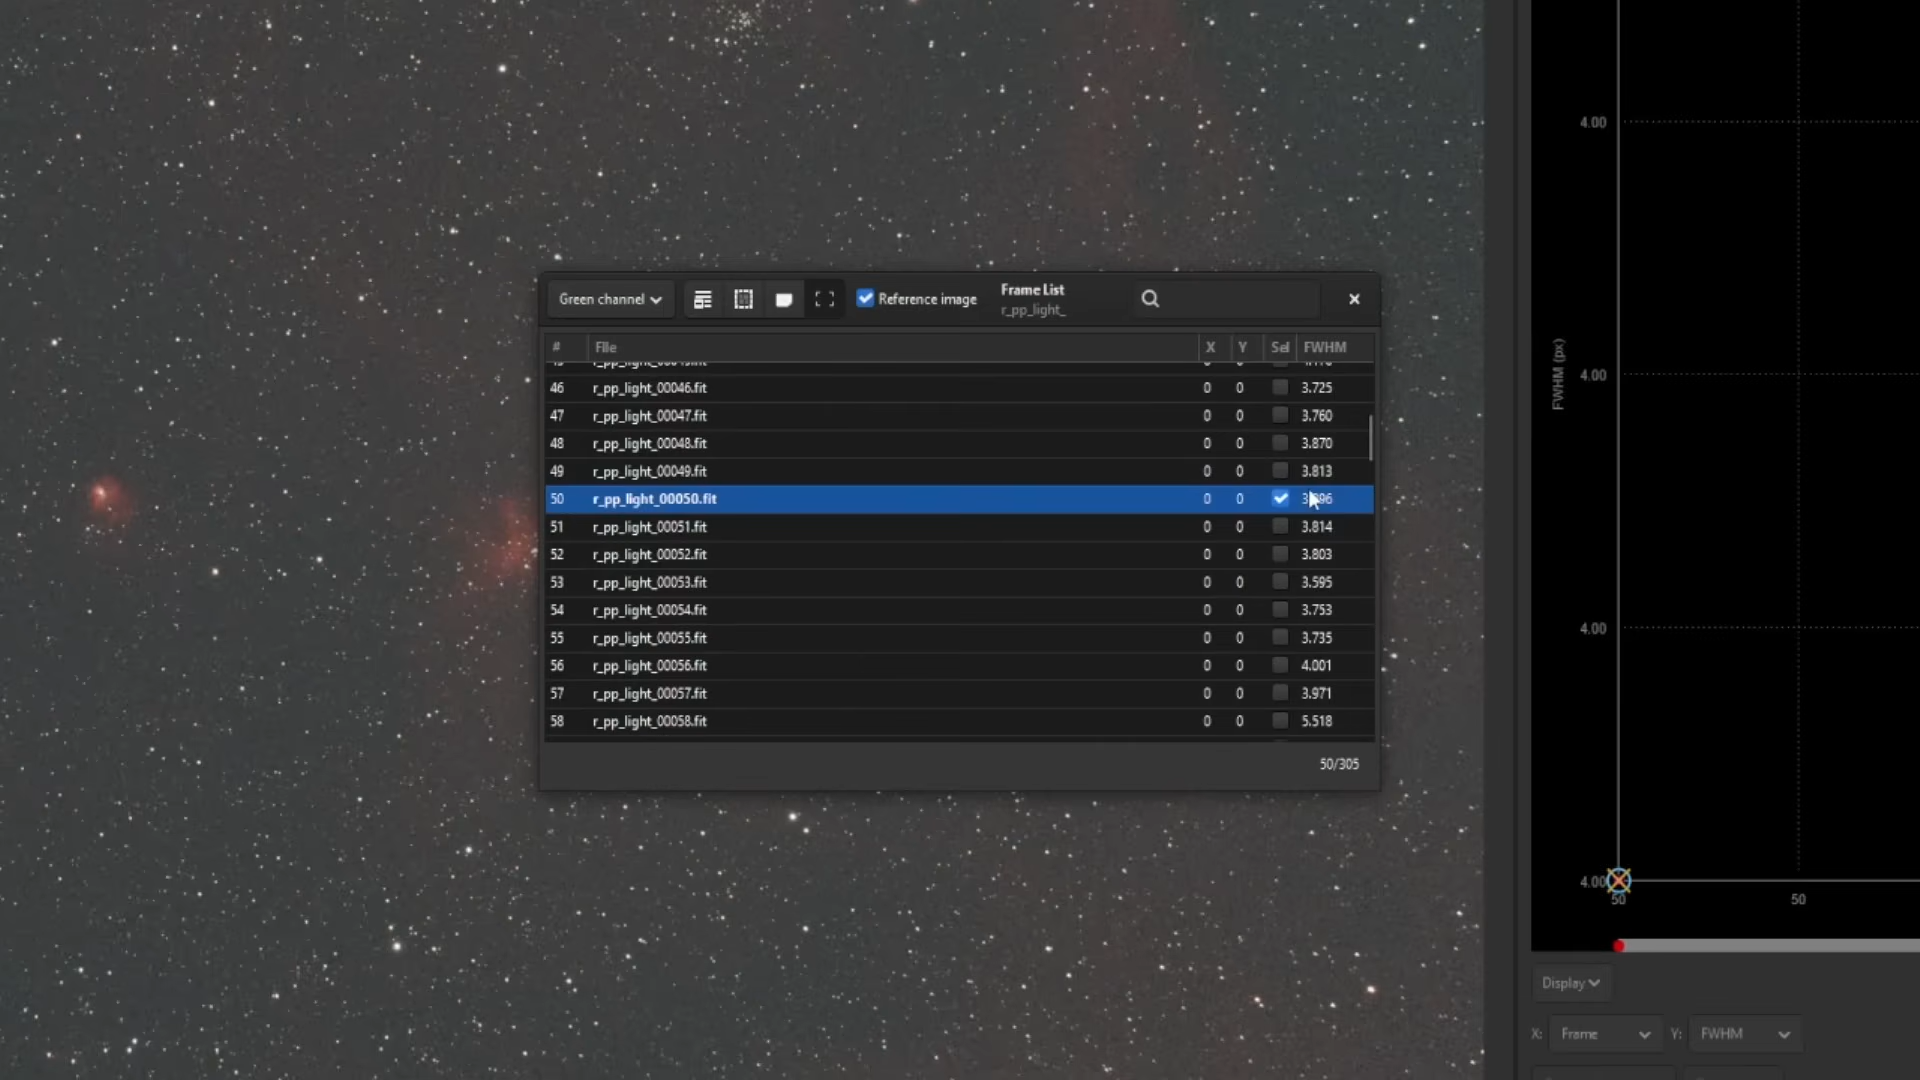 Green channel
Reference image
Frame List
r_pp_light_
# File X Y Sel FWHM
46 r_pp_light_00046.fit 0 0 3.725
47 r_pp_light_00047.fit 0 0 3.760
48 r_pp_light_00048.fit 0 0 3.870
49 r_pp_light_00049.fit 0 0 3.813
50 r_pp_light_00050.fit 0 0
51 r_pp_light_00051.fit 0 0 3.814
52 r_pp_light_00052.fit 0 0 3.803
53 r_pp_light_00053.fit 0 0 3.595
54 r_pp_light_00054.fit 0 0 3.753
55 r_pp_light_00055.fit 0 0 3.735
56 r_pp_light_00056.fit 0 0 4.001
57 r_pp_light_00057.fit 0 0 3.971
58 r_pp_light_00058.fit 0 0 5.518
50/305
4.00
4.00
FWHM (px)
4.00
4.00
50 50
Display
X: Frame Y: FWHM